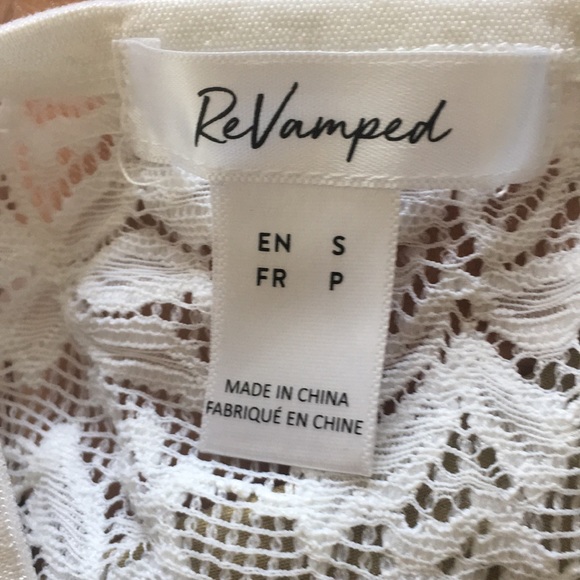 ReVamped
EN S
FR P
MADE IN CHINA
FABRIQUÉ EN CHINE